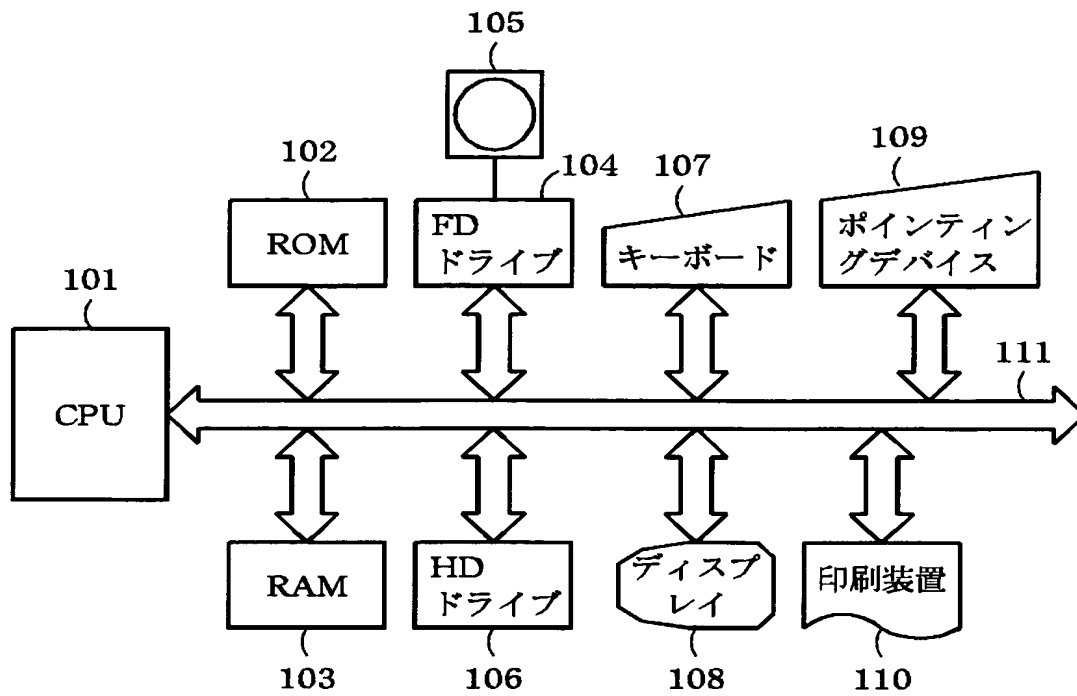 105
102
104
107
109
ROM
FD
ドライブ
キーボード
ポインティン
グデバイス
101
CPU
111
RAM
HD
ドライブ
ディスプ
レイ
印刷装置
103
106
108
110